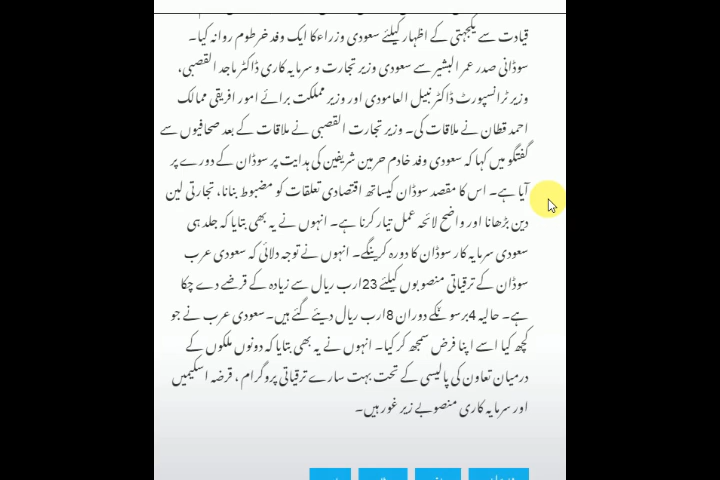 قیادت سے یکجہتی کے اظہار کیلئے سعودی وزراءکا ایک وفد خرطوم روانہ کیا۔
سوڈانی صدر عمر البشیر سے سعودی وزیر تجارت و سرمایہ کاری ڈاکٹر ماجد القصبی،
وزیر ٹرانسپورٹ ڈاکٹر نبیل العامودی اور وزیر مملکت برائے امور افریقی ممالک
احمد قطان نے ملاقات کی۔ وزیر تجارت القصبی نے ملاقات کے بعد صحافیوں سے
گفتگو میں کہا کہ سعودی وفد خادم حرمین شریفین کی ہدایت پر سوڈان کے دورے پر
آیا ہے۔ اس کا مقصد سوڈان کیساتھ اقتصادی تعلقات کو مضبوط بنانا، تجارتی لین
دین بڑھانا اور واضح لائحہ عمل تیار کرنا ہے۔ انہوں نے یہ بھی بتایا کہ جلد ہی
سعودی سرمایہ کار سوڈان کا دورہ کرینگے۔ انہوں نے توجہ دلائی کہ سعودی عرب
سوڈان کے ترقیاتی منصوبوں کیلئے 23ارب ریال سے زیادہ کے قرضے دے چکا
ہے۔ حالیہ 4برسو ںکے دوران 8ارب ریال دیئے گئے ہیں۔سعودی عرب نے جو
کچھ کیا اسے اپنا فرض سمجھ کر کیا۔ انہوں نے یہ بھی بتایا کہ دونوں ملکوں کے
درمیان تعاون کی پالیسی کے تحت بہت سارے ترقیاتی پروگرام ، قرضہ اسکیمیں
اور سرمایہ کاری منصوبے زیر غور ہیں۔